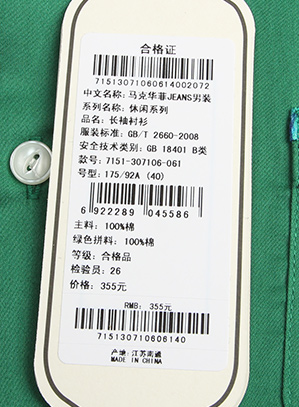 合格证
715153071060614002072
中文名称: 马克华菲JEANS男装
系列名称: 休闲系列
品名: 长袖衬衫
服装标准: GB/T 2660-2008
安全技术类别: GB 18401 B类
款号: 7151-307106-061
号型: 175/92A (40)
6 922289 045586
主料: 100%棉
绿色拼料: 100%棉
等级: 合格品
检验员: 26
价格: 355元
RMB: 355元
715130710606140
产地: 江苏南通
MADE IN CHINA